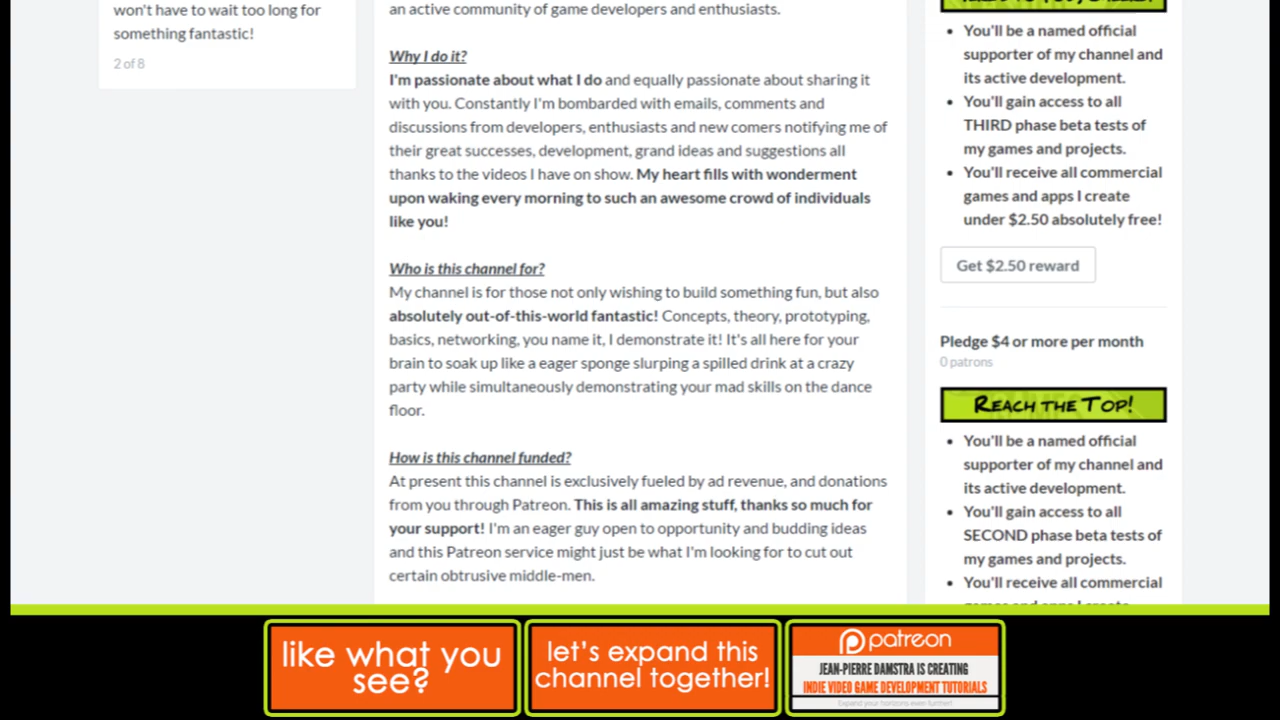 won't have to wait too long for
something fantastic!
2 of 8
an active community of game developers and enthusiasts.
Why I do it?
I'm passionate about what I do and equally passionate about sharing it
with you. Constantly I'm bombarded with emails, comments and
discussions from developers, enthusiasts and new comers notifying me of
their great successes, development, grand ideas and suggestions all
thanks to the videos I have on show. My heart fills with wonderment
upon waking every morning to such an awesome crowd of individuals
like you!
Who is this channel for?
My channel is for those not only wishing to build something fun, but also
absolutely out-of-this-world fantastic! Concepts, theory, prototyping,
basics, networking, you name it, I demonstrate it! It's all here for your
brain to soak up like a eager sponge slurping a spilled drink at a crazy
party while simultaneously demonstrating your mad skills on the dance
floor.
How is this channel funded?
At present this channel is exclusively fueled by ad revenue, and donations
from you through Patreon. This is all amazing stuff, thanks so much for
your support! I'm an eager guy open to opportunity and budding ideas
and this Patreon service might just be what I'm looking for to cut out
certain obtrusive middle-men.
You'll be a named official
supporter of my channel and
its active development.
You'll gain access to all
THIRD phase beta tests of
my games and projects.
You'll receive all commercial
games and apps I create
under $2.50 absolutely free!
Get $2.50 reward
Pledge $4 or more per month
0 patrons
REACH THE TOP!
You'll be a named official
supporter of my channel and
its active development.
You'll gain access to all
SECOND phase beta tests of
my games and projects.
You'll receive all commercial
games and apps I create
like what you
see?
let's expand this
channel together!
patreon
JEAN-PIERRE DAMSTRA IS CREATING
INDIE VIDEO GAME DEVELOPMENT TUTORIALS
Expand your horizons even further!